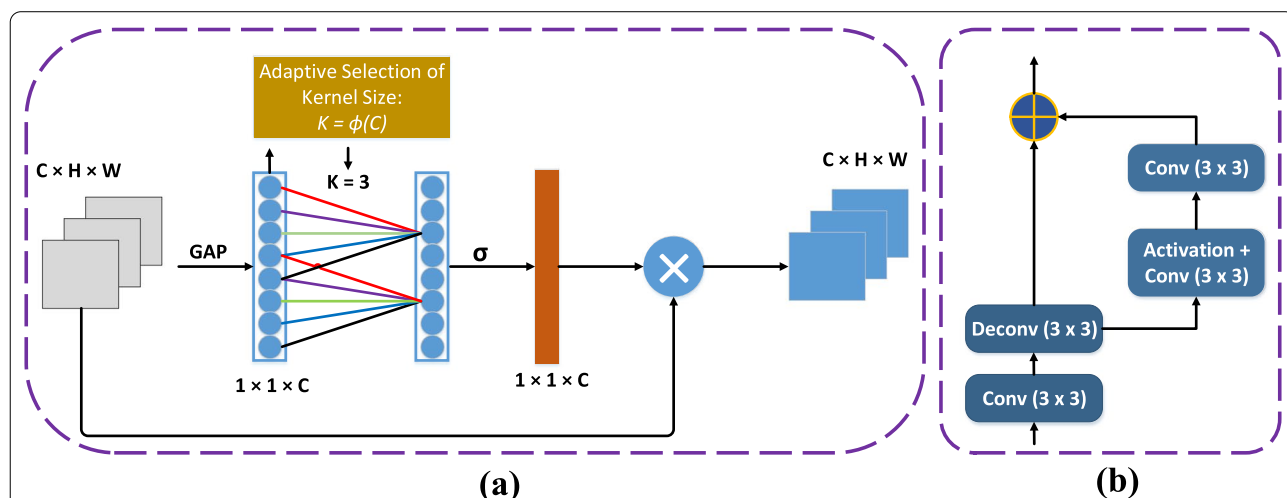 Adaptive Selection of
Kernel Size:
K = ϕ(C)
C × H × W
K = 3
GAP
σ
1 × 1 × C
1 × 1 × C
C × H × W
(a)
Conv (3 x 3)
Activation +
Conv (3 x 3)
Deconv (3 x 3)
Conv (3 x 3)
(b)